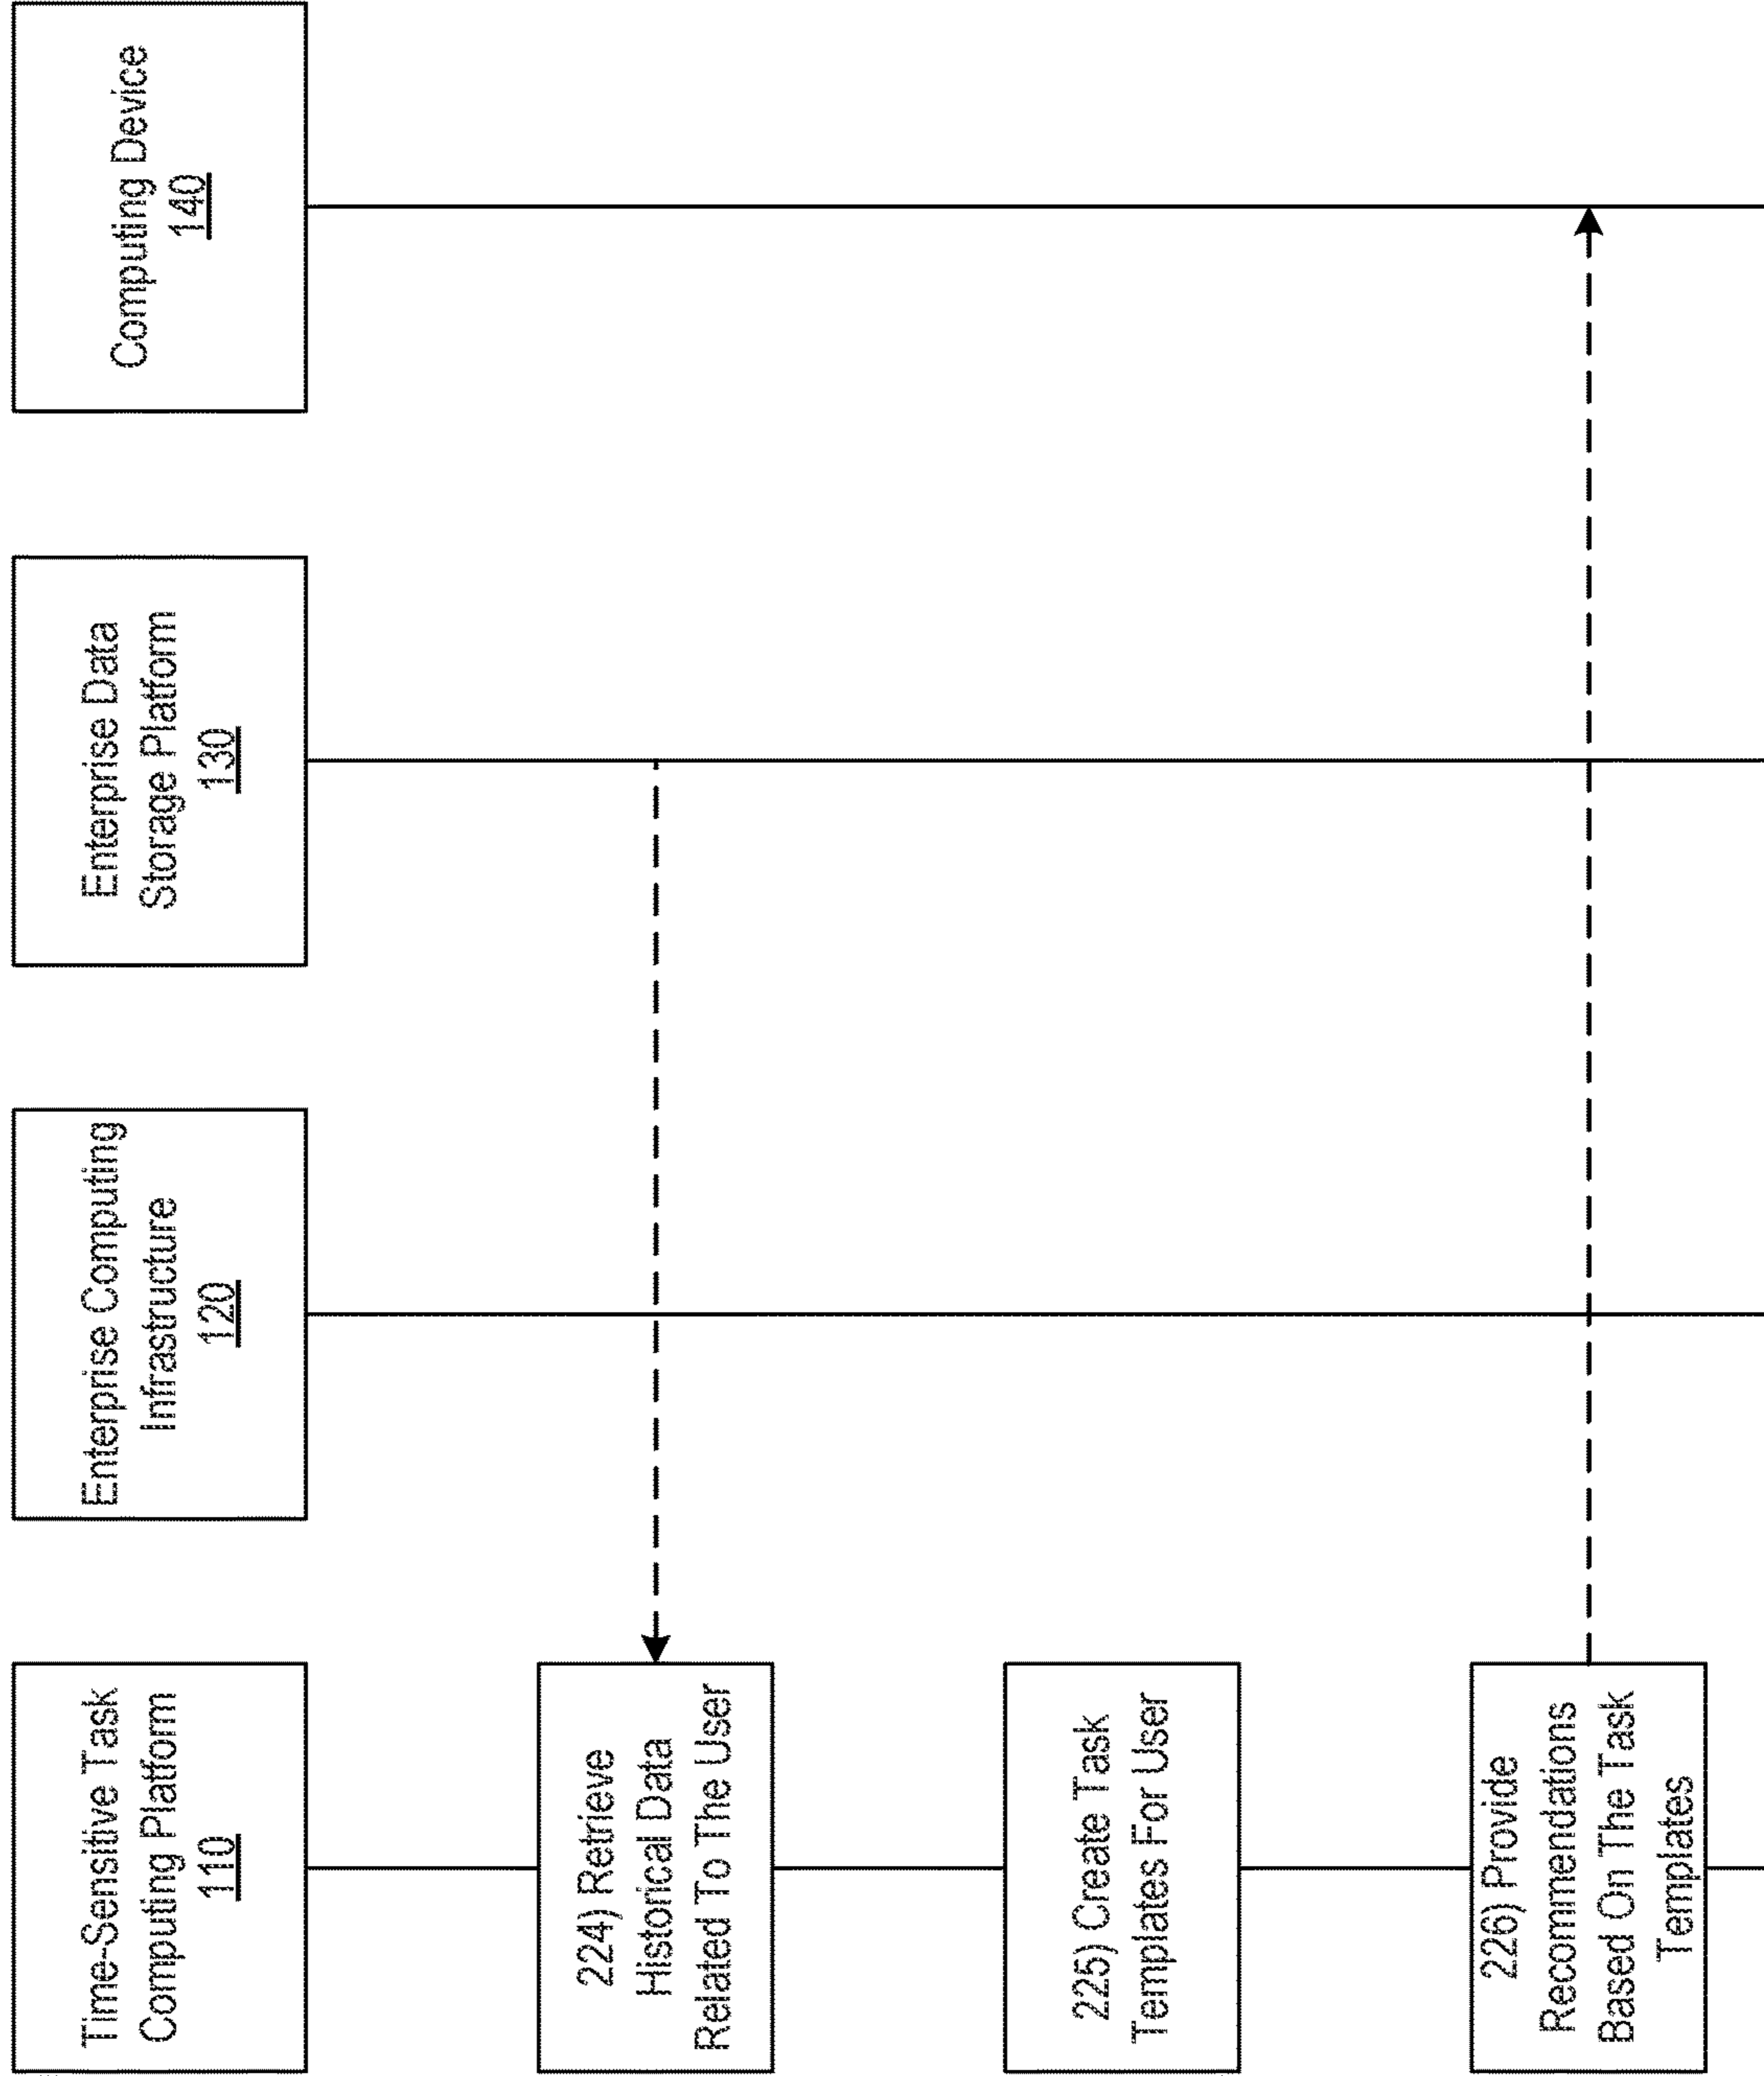 Time-Sensitive Task
Computing Platform
110
Enterprise Computing
Infrastructure
120
Enterprise Data
Storage Platform
130
Computing Device
140
224) Retrieve
Historical Data
Related To The User
225) Create Task
Templates For User
226) Provide
Recommendations
Based On The Task
Templates